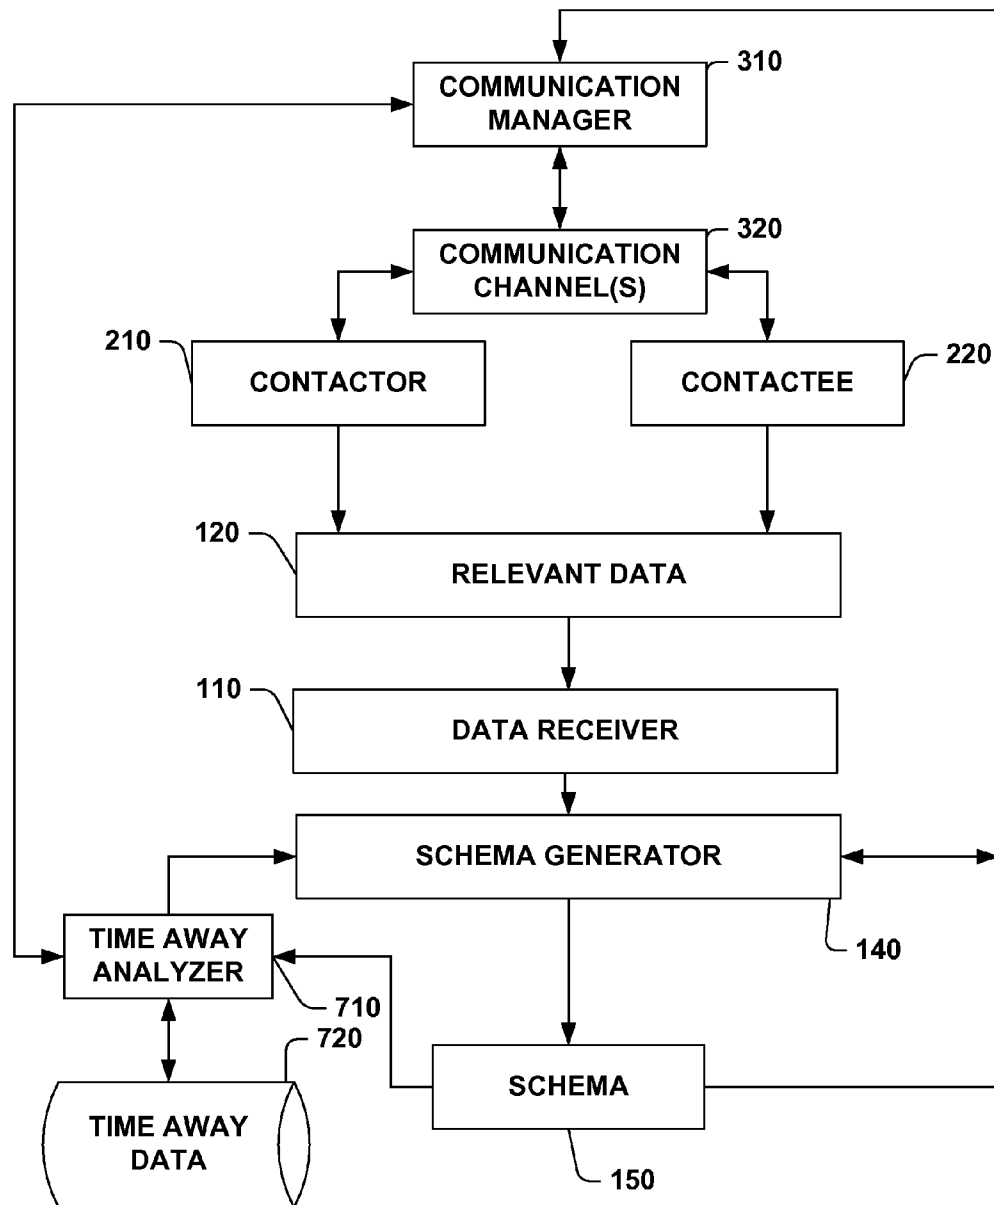 310
COMMUNICATION
MANAGER
320
COMMUNICATION
CHANNEL(S)
210
CONTACTOR
220
CONTACTEE
120
RELEVANT DATA
110
DATA RECEIVER
SCHEMA GENERATOR
140
TIME AWAY
ANALYZER
710
720
SCHEMA
TIME AWAY
DATA
150